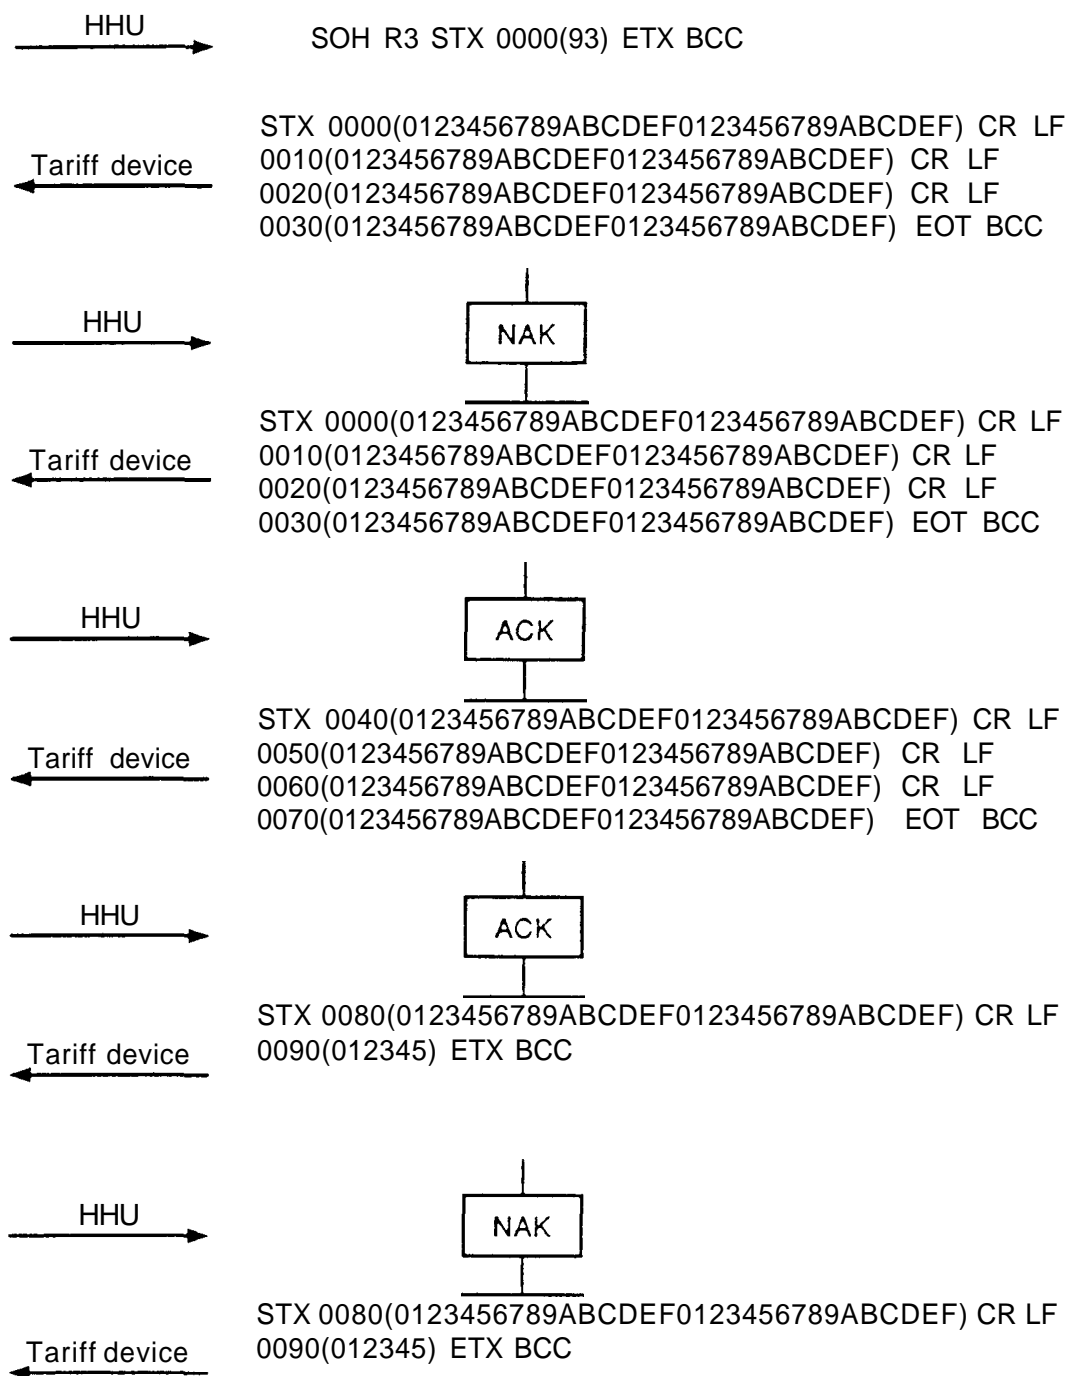 HHU
SOH R3 STX 0000(93) ETX BCC
STX 0000(0123456789ABCDEF0123456789ABCDEF) CR LF
Tariff device
0010(0123456789ABCDEF0123456789ABCDEF) CR LF
0020(0123456789ABCDEF0123456789ABCDEF) CR LF
0030(0123456789ABCDEF0123456789ABCDEF) EOT BCC
HHU
NAK
STX 0000(0123456789ABCDEF0123456789ABCDEF) CR LF
Tariff device
0010(0123456789ABCDEF0123456789ABCDEF) CR LF
0020(0123456789ABCDEF0123456789ABCDEF) CR LF
0030(0123456789ABCDEF0123456789ABCDEF) EOT BCC
HHU
ACK
STX 0040(0123456789ABCDEF0123456789ABCDEF) CR LF
Tariff device
0050(0123456789ABCDEF0123456789ABCDEF) CR LF
0060(0123456789ABCDEF0123456789ABCDEF) CR LF
0070(0123456789ABCDEF0123456789ABCDEF) EOT BCC
HHU
ACK
STX 0080(0123456789ABCDEF0123456789ABCDEF) CR LF
Tariff device
0090(012345) ETX BCC
HHU
NAK
STX 0080(0123456789ABCDEF0123456789ABCDEF) CR LF
Tariff device
0090(012345) ETX BCC